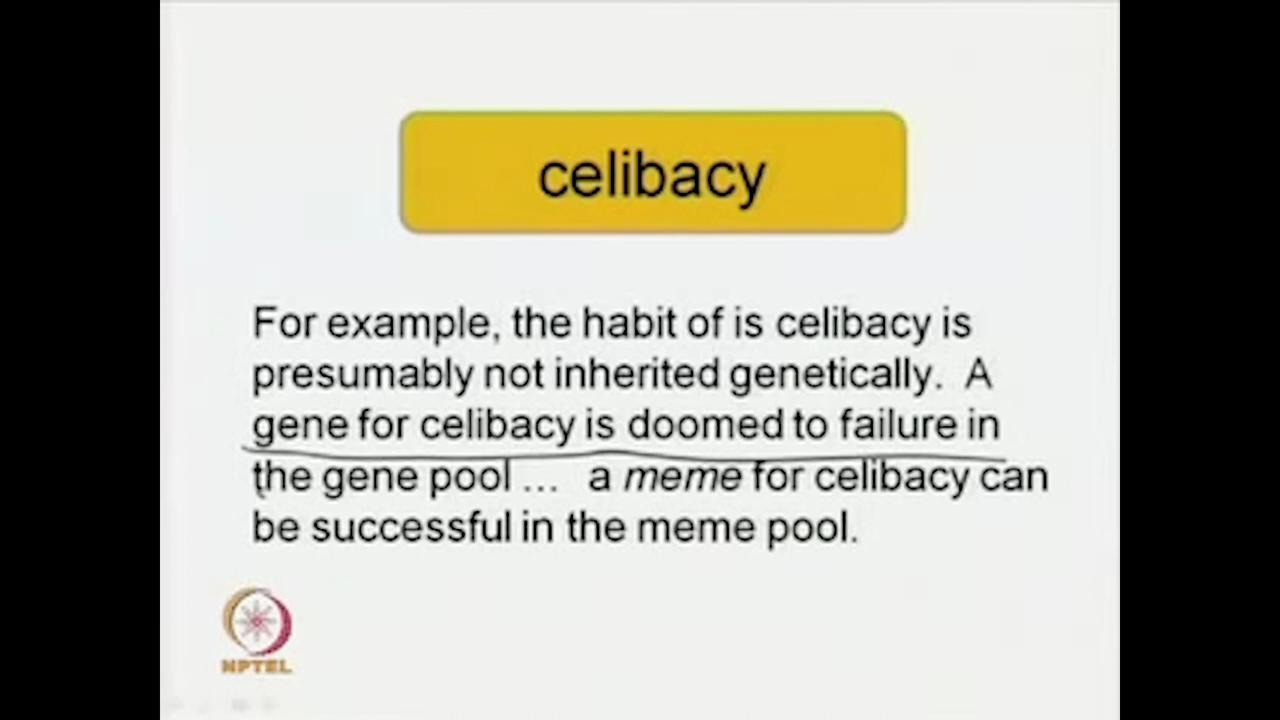 celibacy
For example, the habit of is celibacy is
presumably not inherited genetically. A
gene for celibacy is doomed to failure in
the gene pool ... a meme for celibacy can
be successful in the meme pool.
NPTEL